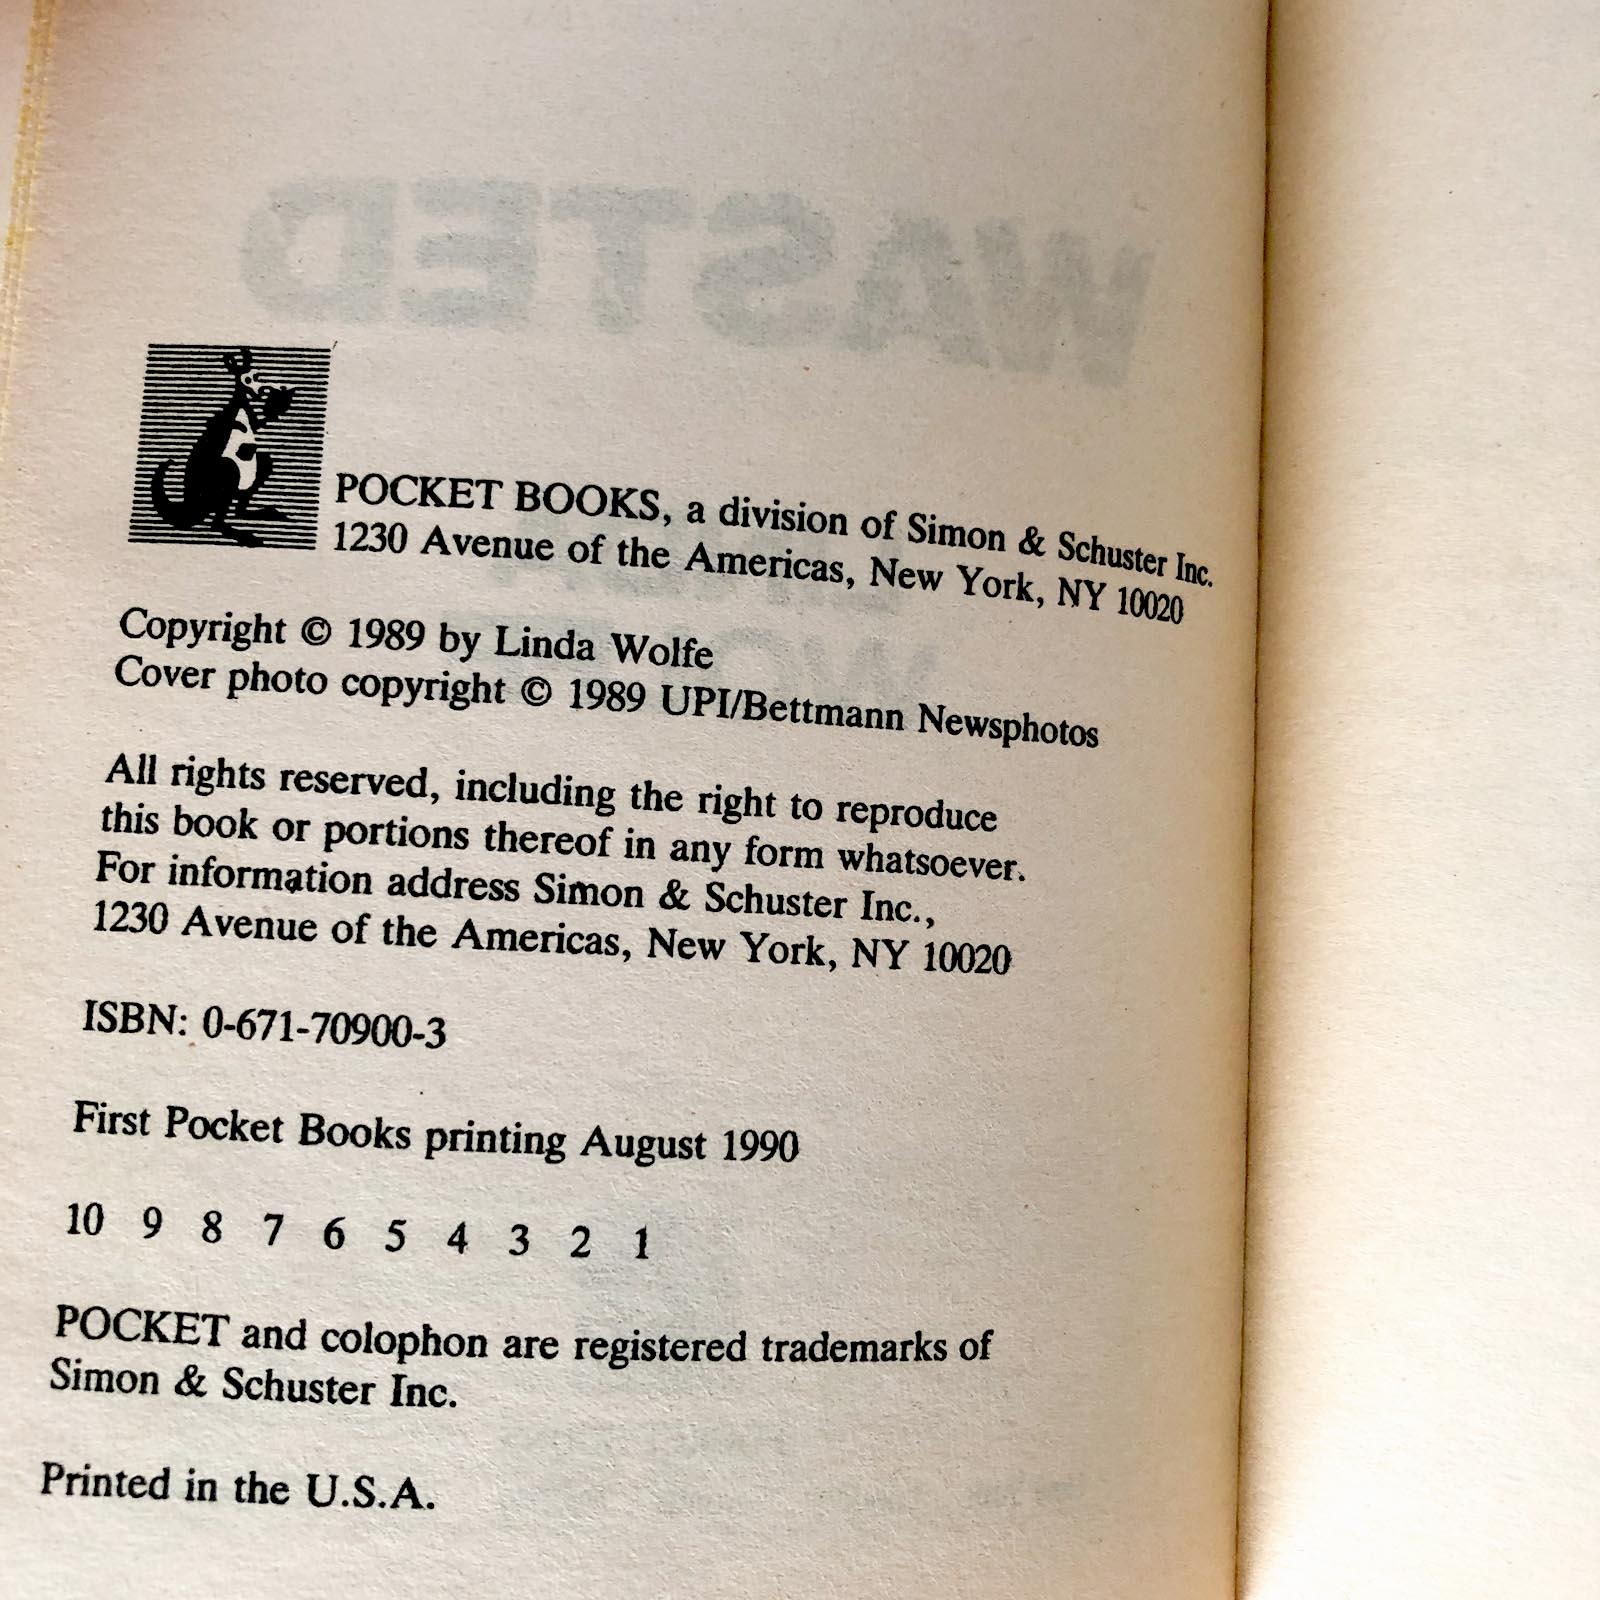 WASTED
POCKET BOOKS, a division of Simon & Schuster Inc.
1230 Avenue of the Americas, New York, NY 10020
Copyright © 1989 by Linda Wolfe
Cover photo copyright © 1989 UPI/Bettmann Newsphotos
All rights reserved, including the right to reproduce
this book or portions thereof in any form whatsoever.
For information address Simon & Schuster Inc.,
1230 Avenue of the Americas, New York, NY 10020
ISBN: 0-671-70900-3
First Pocket Books printing August 1990
10 9 8 7 6 5 4 3 2 1
POCKET and colophon are registered trademarks of
Simon & Schuster Inc.
Printed in the U.S.A.